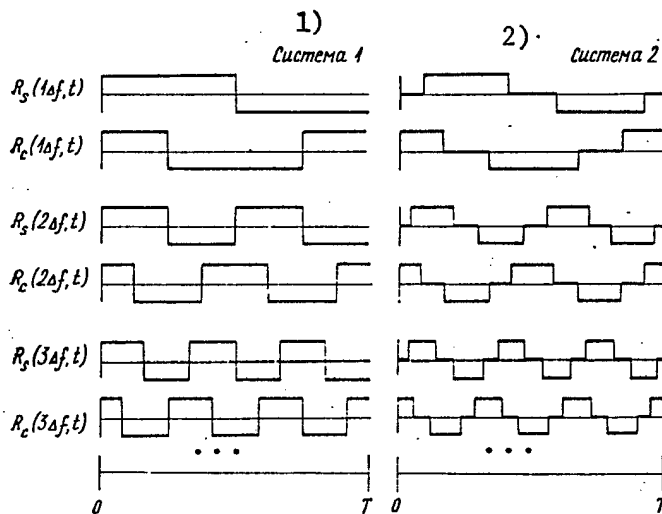 1)
2)
Система 1
Система 2
R_s(1Δf,t)
R_c(1Δf,t)
R_s(2Δf,t)
R_c(2Δf,t)
R_s(3Δf,t)
R_c(3Δf,t)
• • •
• • •
0
T
0
T